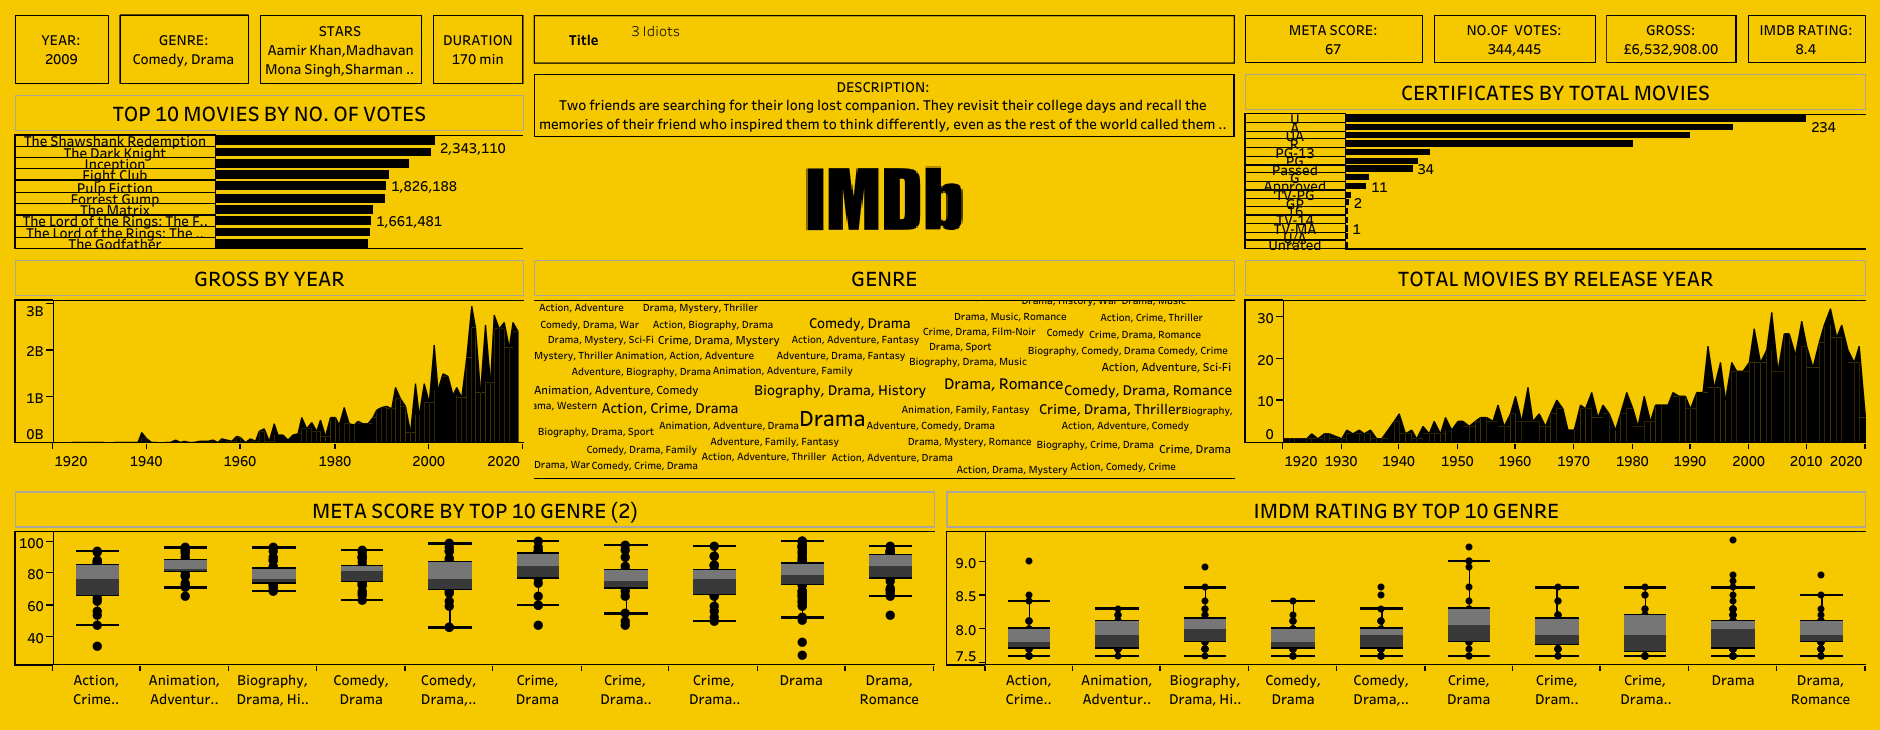 YEAR:
2009
GENRE:
Comedy, Drama
STARS
Aamir Khan,Madhavan
Mona Singh,Sharman ..
DURATION
170 min
Title
3 Idiots
META SCORE:
67
NO.OF VOTES:
344,445
GROSS:
£6,532,908.00
IMDB RATING:
8.4
DESCRIPTION:
Two friends are searching for their long lost companion. They revisit their college days and recall the
memories of their friend who inspired them to think differently, even as the rest of the world called them ..
TOP 10 MOVIES BY NO. OF VOTES
The Shawshank Redemption
The Dark Knight
2,343,110
Inception
Fight Club
Pulp Fiction
1,826,188
Forrest Gump
The Matrix
The Lord of the Rings: The F..
1,661,481
The Lord of the Rings: The ..
The Godfather
IMDb
CERTIFICATES BY TOTAL MOVIES
U
A
234
UA
R
PG-13
PG
Passed
34
G
Approved
11
TV-PG
GP
2
16
TV-14
TV-MA
1
U/A
Unrated
GROSS BY YEAR
3B
2B
1B
0B
1920 1940 1960 1980 2000 2020
GENRE
Drama, History, War Drama, Music
Action, Adventure Drama, Mystery, Thriller
Drama, Music, Romance Action, Crime, Thriller
Comedy, Drama, War Action, Biography, Drama Comedy, Drama
Crime, Drama, Film-Noir Comedy Crime, Drama, Romance
Drama, Mystery, Sci-Fi Crime, Drama, Mystery Action, Adventure, Fantasy
Drama, Sport Biography, Comedy, Drama Comedy, Crime
Mystery, Thriller Animation, Action, Adventure Adventure, Drama, Fantasy
Biography, Drama, Music Action, Adventure, Sci-Fi
Adventure, Biography, Drama Animation, Adventure, Family
Animation, Adventure, Comedy Biography, Drama, History Drama, Romance Comedy, Drama, Romance
ama, Western Action, Crime, Drama Drama Animation, Family, Fantasy Crime, Drama, Thriller Biography,
Biography, Drama, Sport Animation, Adventure, Drama Adventure, Comedy, Drama Action, Adventure, Comedy
Adventure, Family, Fantasy Drama, Mystery, Romance Biography, Crime, Drama
Comedy, Drama, Family Action, Adventure, Thriller Action, Adventure, Drama Crime, Drama
Drama, War Comedy, Crime, Drama Action, Drama, Mystery Action, Comedy, Crime
TOTAL MOVIES BY RELEASE YEAR
30
20
10
0
1920 1930 1940 1950 1960 1970 1980 1990 2000 2010 2020
META SCORE BY TOP 10 GENRE (2)
100
80
60
40
Action,
Crime..
Animation,
Adventur..
Biography,
Drama, Hi..
Comedy,
Drama
Comedy,
Drama,..
Crime,
Drama
Crime,
Drama..
Crime,
Drama..
Drama
Drama,
Romance
IMDM RATING BY TOP 10 GENRE
9.0
8.5
8.0
7.5
Action,
Crime..
Animation,
Adventur..
Biography,
Drama, Hi..
Comedy,
Drama
Comedy,
Drama,..
Crime,
Drama
Crime,
Dram..
Crime,
Drama..
Drama
Drama,
Romance